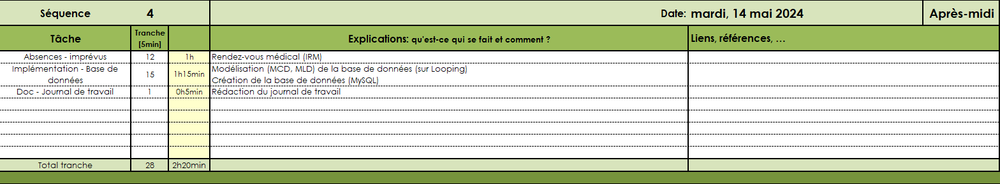 Séquence 4 Date: mardi, 14 mai 2024 Après-midi
Tâche Tranche [5min] Explications: qu'est-ce qui se fait et comment ? Liens, références, …
Absences - imprévus 12 1h Rendez-vous médical (IRM)
Implémentation - Base de données 15 1h15min Modélisation (MCD, MLD) de la base de données (sur Looping)
Création de la base de données (MySQL)
Doc - Journal de travail 1 0h5min Rédaction du journal de travail
Total tranche 28 2h20min